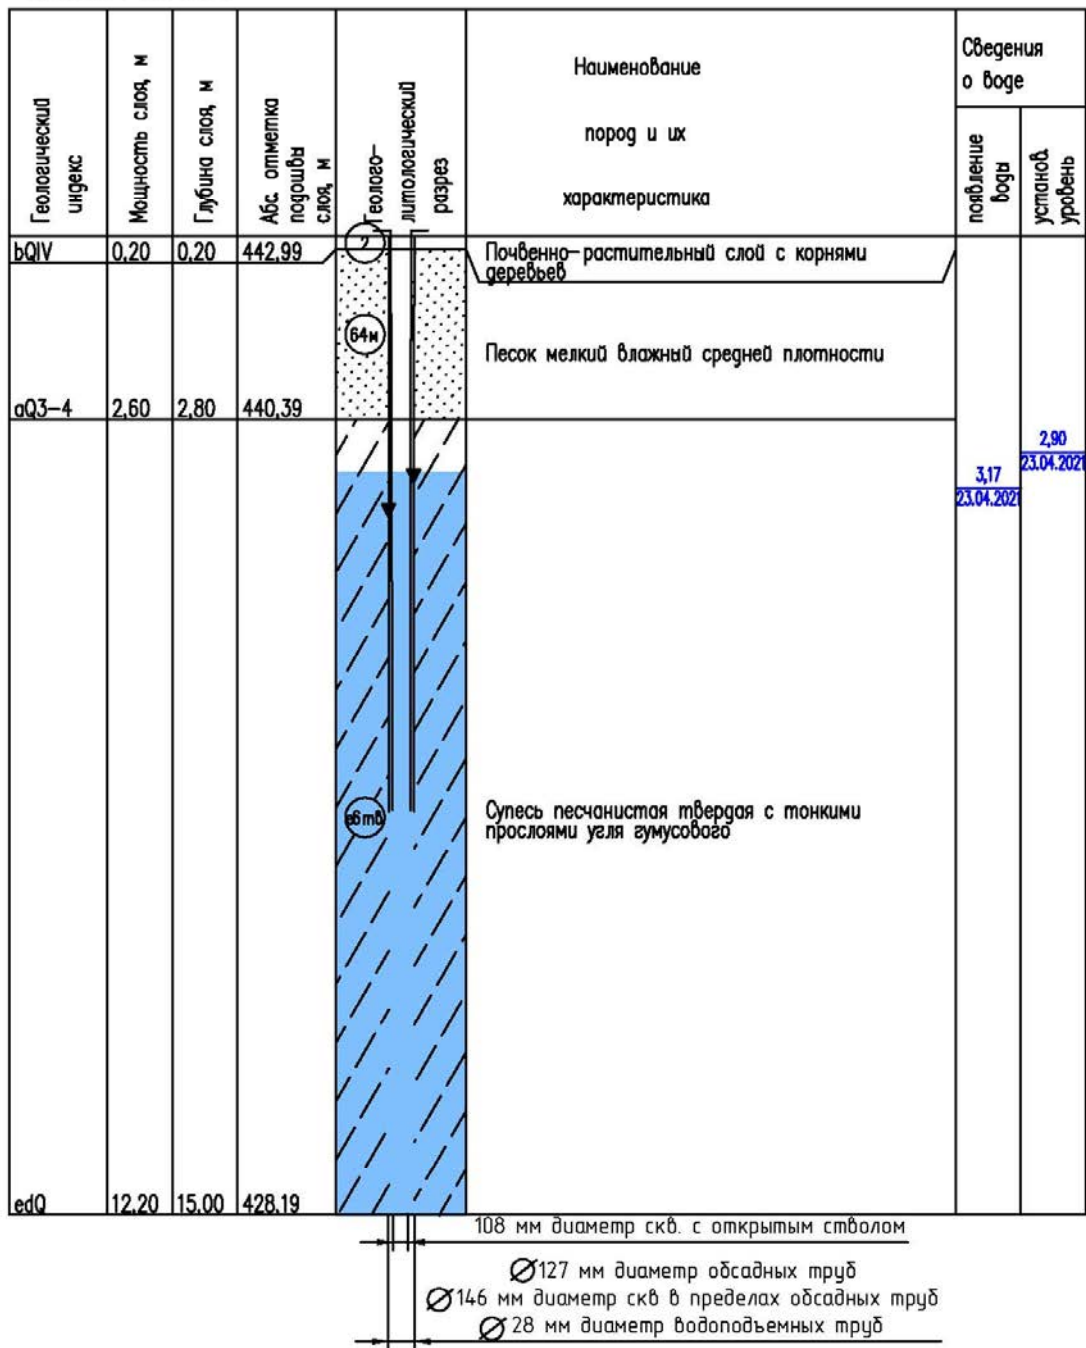 Геологический
индекс
Мощность слоя, м
Глубина слоя, м
Абс. отметка
подошвы
слоя, м
Геолого-
литологический
разрез
Наименование
пород и их
характеристика
Сведения
о воде
появление
воды
установ.
уровень
bQIV 0,20 0,20 442,99
2
Почвенно-растительный слой с корнями
деревьев
64м
Песок мелкий влажный средней плотности
aQ3-4 2,60 2,80 440,39
2,90
23.04.2021
3,17
23.04.2021
Супесь песчанистая твердая с тонкими
прослоями угля гумусового
edQ 12,20 15,00 428,19
108 мм диаметр скв. с открытым стволом
Ø127 мм диаметр обсадных труб
Ø146 мм диаметр скв в пределах обсадных труб
Ø 28 мм диаметр водоподъемных труб